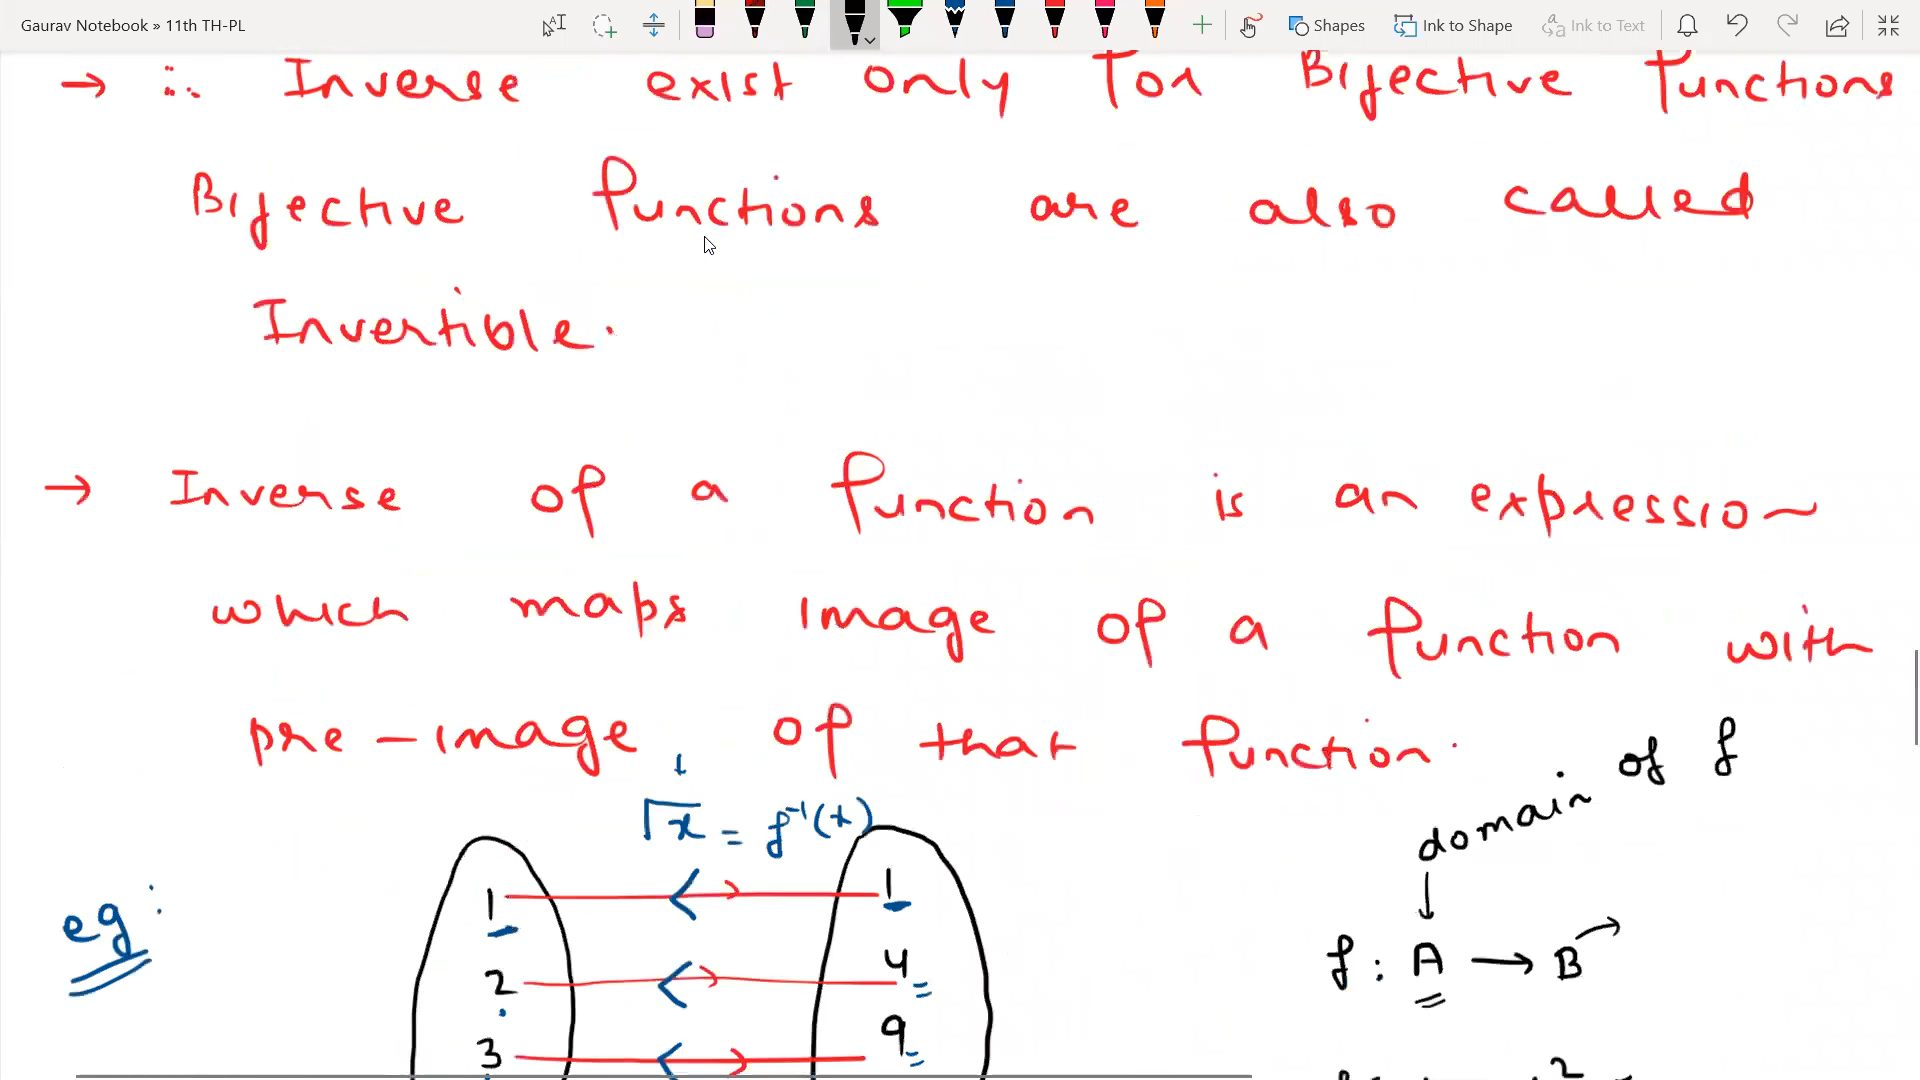 Gaurav Notebook » 11th TH-PL
Shapes
Ink to Shape
Ink to Text
→ ∴ Inverse exist only for Bijective functions
Bijective functions are also called
Invertible.
→ Inverse of a function is an expression
which maps image of a function with
pre-image of that function.
domain of f
√x = f⁻¹(x)
eg:
1 1
2 4
3 9
f : A → B